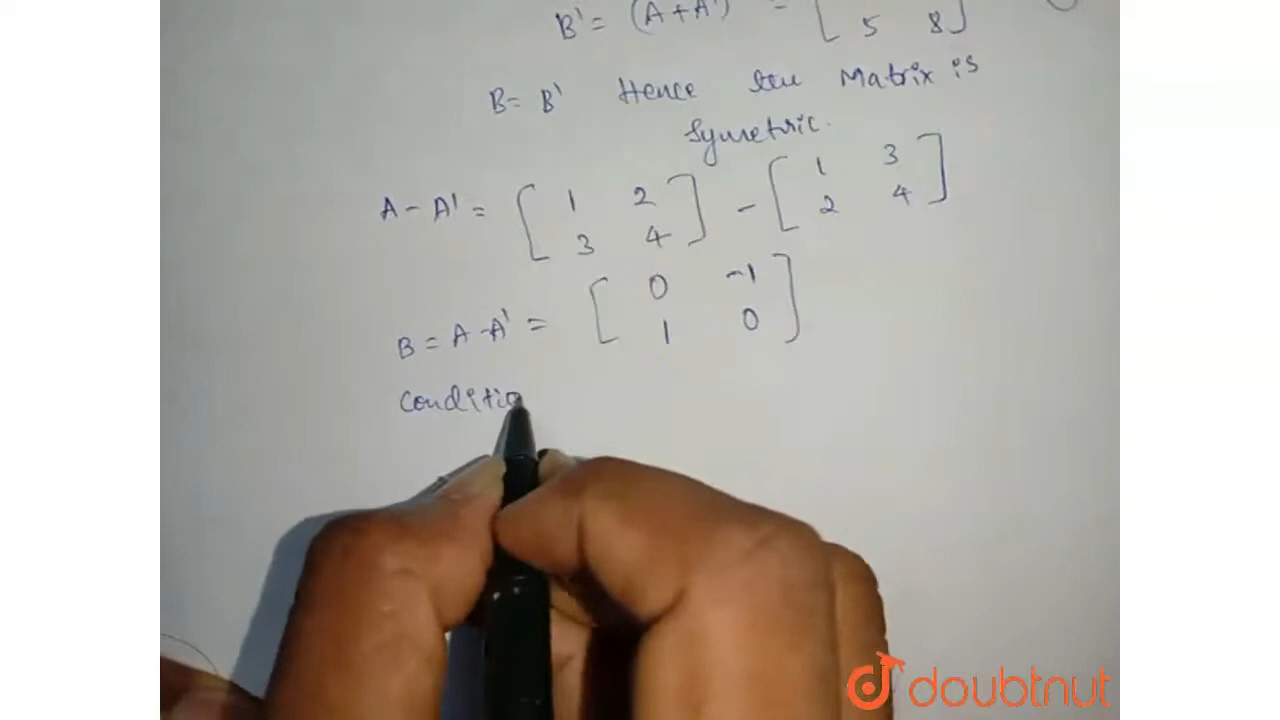 B' = (A + A') = [
5 8 ]
B = B' Hence the Matrix is
Symetric.
A - A' = [ 1 2 ] - [ 1 3 ]
[ 3 4 ] [ 2 4 ]
B = A - A' = [ 0 -1 ]
[ 1 0 ]
Conditio
doubtnut